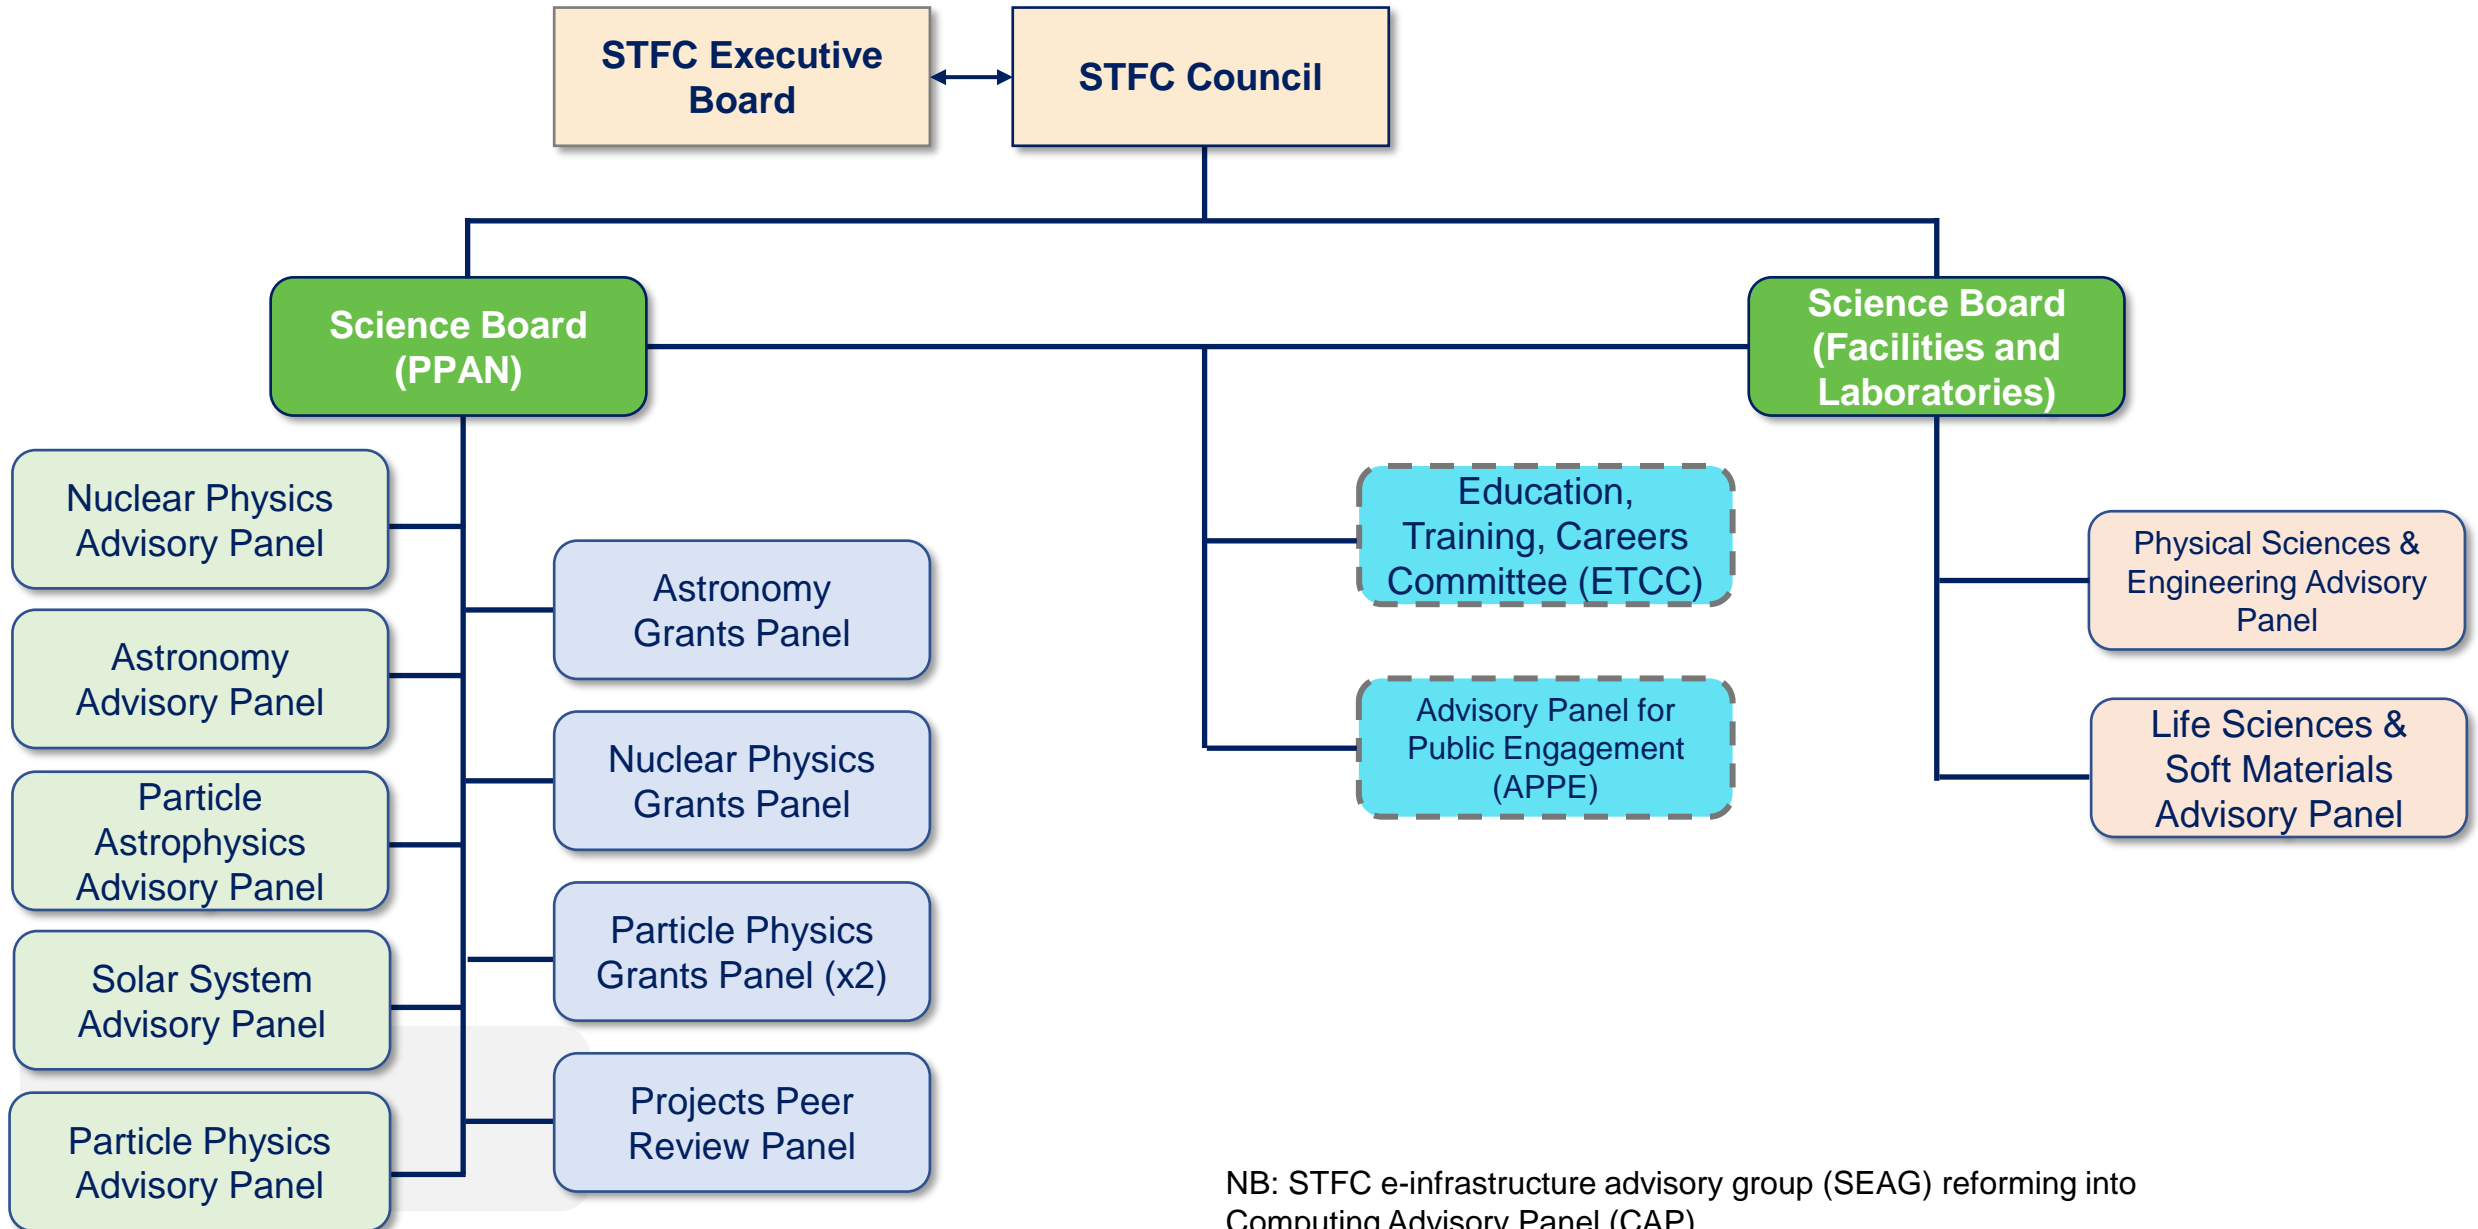 STFC Executive
Board
STFC Council
Science Board
(PPAN)
Science Board
(Facilities and
Laboratories)
Nuclear Physics
Advisory Panel
Astronomy
Advisory Panel
Particle
Astrophysics
Advisory Panel
Solar System
Advisory Panel
Particle Physics
Advisory Panel
Astronomy
Grants Panel
Nuclear Physics
Grants Panel
Particle Physics
Grants Panel (x2)
Projects Peer
Review Panel
Education,
Training, Careers
Committee (ETCC)
Advisory Panel for
Public Engagement
(APPE)
Physical Sciences &
Engineering Advisory
Panel
Life Sciences &
Soft Materials
Advisory Panel
NB: STFC e-infrastructure advisory group (SEAG) reforming into
Computing Advisory Panel (CAP)